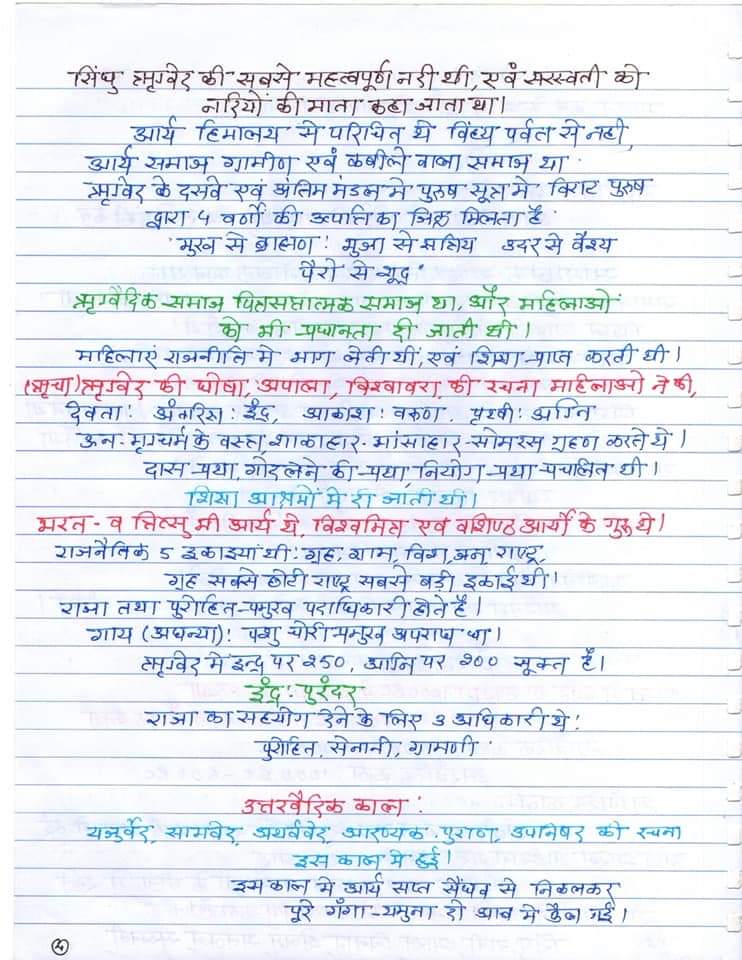 सिंधु ऋग्वेद की सबसे महत्वपूर्ण नदी थी, एवं सरस्वती को
नदियों की माता कहा जाता था।
आर्य हिमालय से परिचित थे विंध्य पर्वत से नही,
आर्य समाज ग्रामीण एवं कबीले वाला समाज था
ऋग्वेद के दसवे एवं अंतिम मंडल मे पुरुष सूक्त मे विराट पुरुष
द्वारा 4 वर्णो की उत्पत्ति का जिक्र मिलता है
मुख से ब्राह्मण: भुजा से क्षत्रिय उदर से वैश्य
पैरो से शूद्र:
ऋग्वैदिक समाज पितृसत्तात्मक समाज था, और महिलाओ
को भी प्रधानता दी जाती थी।
महिलाएं राजनीति मे भाग लेती थीं, एवं शिक्षा प्राप्त करती थी।
(ऋचा) ऋग्वेद की घोषा, अपाला, विश्वावरा, की रचना महिलाओ ने की,
देवता: अंतरिक्ष: इंद्र, आकाश: वरुण, पृथ्वी: अग्नि
ऊन-मृगचर्म के वस्त्र, शाकाहार-मांसाहार-सोमरस ग्रहण करते थे।
दास-प्रथा, गोद लेने की-प्रथा, नियोग-प्रथा-प्रचलित थी।
शिक्षा आश्रमों मे दी जाती थी।
भरत-व त्रित्सु भी आर्य थे, विश्वमित्र एवं वशिष्ठ आर्यो के गुरु थे।
राजनैतिक 5 इकाइयां थी: ग्रह, ग्राम, विश, जन, राष्ट्र,
ग्रह सबसे छोटी राष्ट्र सबसे बड़ी इकाई थी।
राजा तथा पुरोहित-प्रमुख पदाधिकारी होते है।
गाय (अघन्या): पशु चोरी-प्रमुख अपराध था।
ऋग्वेद मे इन्द्र पर २50, अग्नि पर २00 सूक्त है।
इंद्र: पुरंदर
राजा का सहयोग देने के लिए 3 अधिकारी थे:
पुरोहित, सेनानी, ग्रामणी
उत्तरवैदिक काल:
यजुर्वेद, सामवेद, अथर्ववेद, आरण्यक, पुराण, उपनिषद की रचना
इस काल मे हुई।
इस काल मे आर्य सप्त सैंधव से निकलकर
पूरे गंगा-यमुना दो आब मे फैल गई।
4